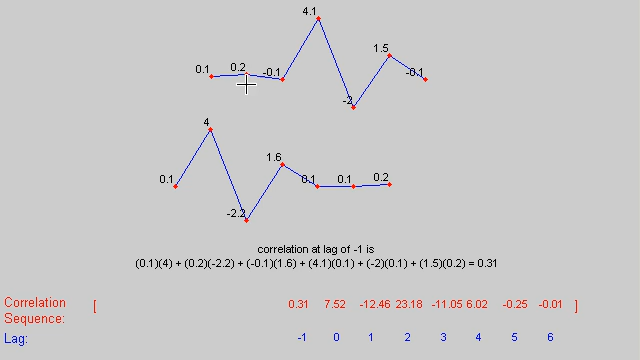 4.1
1.5
0.1 0.2 -0.1 -0.1
-2
4
1.6
0.1 0.1 0.1 0.2
-2.2
correlation at lag of -1 is
(0.1)(4) + (0.2)(-2.2) + (-0.1)(1.6) + (4.1)(0.1) + (-2)(0.1) + (1.5)(0.2) = 0.31
Correlation [ 0.31 7.52 -12.46 23.18 -11.05 6.02 -0.25 -0.01 ]
Sequence:
Lag: -1 0 1 2 3 4 5 6